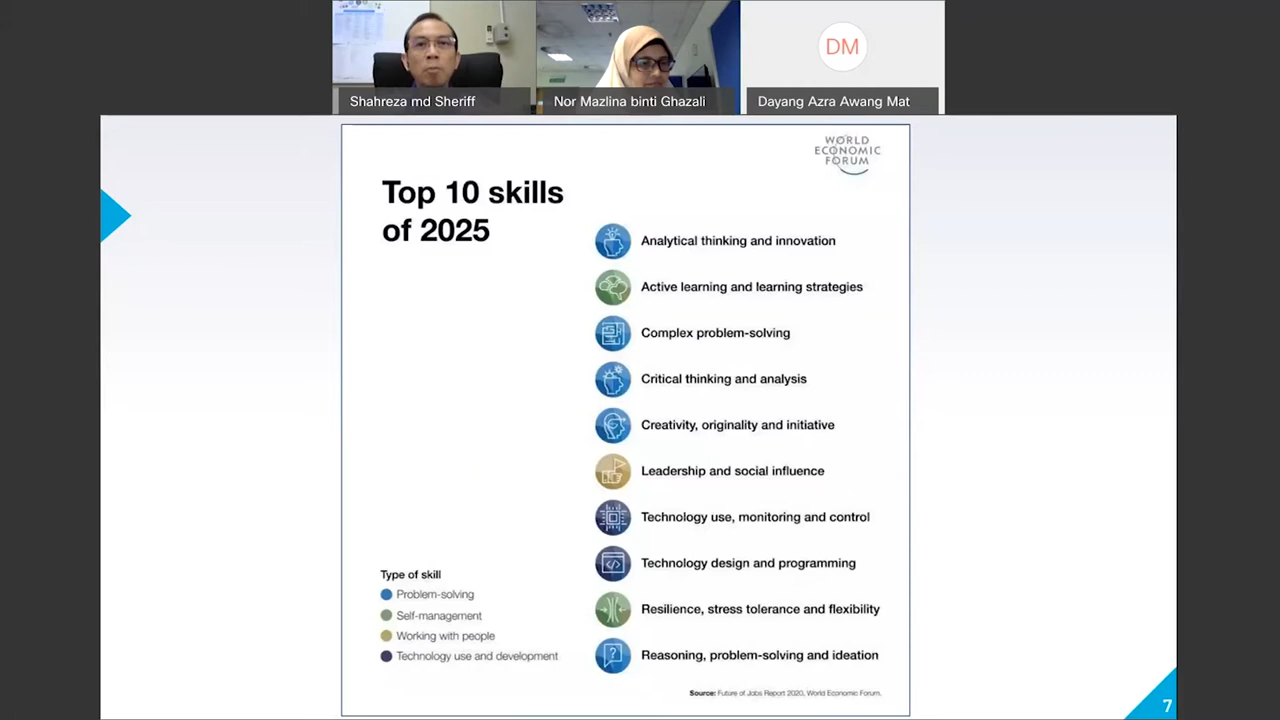 DM
Shahreza md Sheriff
Nor Mazlina binti Ghazali
Dayang Azra Awang Mat
WORLD
ECONOMIC
FORUM
Top 10 skills
of 2025
Analytical thinking and innovation
Active learning and learning strategies
Complex problem-solving
Critical thinking and analysis
Creativity, originality and initiative
Leadership and social influence
Technology use, monitoring and control
Technology design and programming
Resilience, stress tolerance and flexibility
Reasoning, problem-solving and ideation
Type of skill
Problem-solving
Self-management
Working with people
Technology use and development
Source: Future of Jobs Report 2020, World Economic Forum.
7